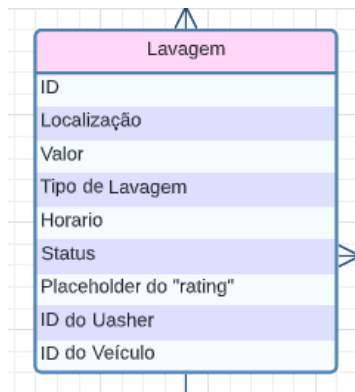 Lavagem
ID
Localização
Valor
Tipo de Lavagem
Horario
Status
Placeholder do "rating"
ID do Uasher
ID do Veículo